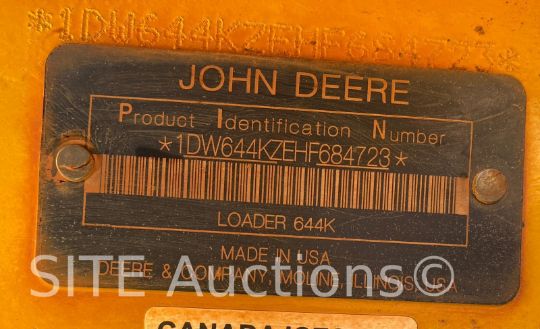 *1DW644KZEHF684723*
JOHN DEERE
Product Identification Number
*1DW644KZEHF684723*
LOADER 644K
MADE IN USA
DEERE & COMPANY, MOLINE, ILLINOIS, USA
SITE Auctions©